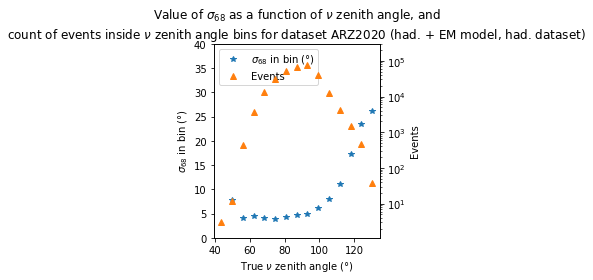 Value of σ68 as a function of ν zenith angle, and
count of events inside ν zenith angle bins for dataset ARZ2020 (had. + EM model, had. dataset)
σ68 in bin (°)
Events
40
35
30
25
20
15
10
5
0
σ68 in bin (°)
10^5
10^4
10^3
10^2
10^1
Events
40
60
80
100
120
True ν zenith angle (°)